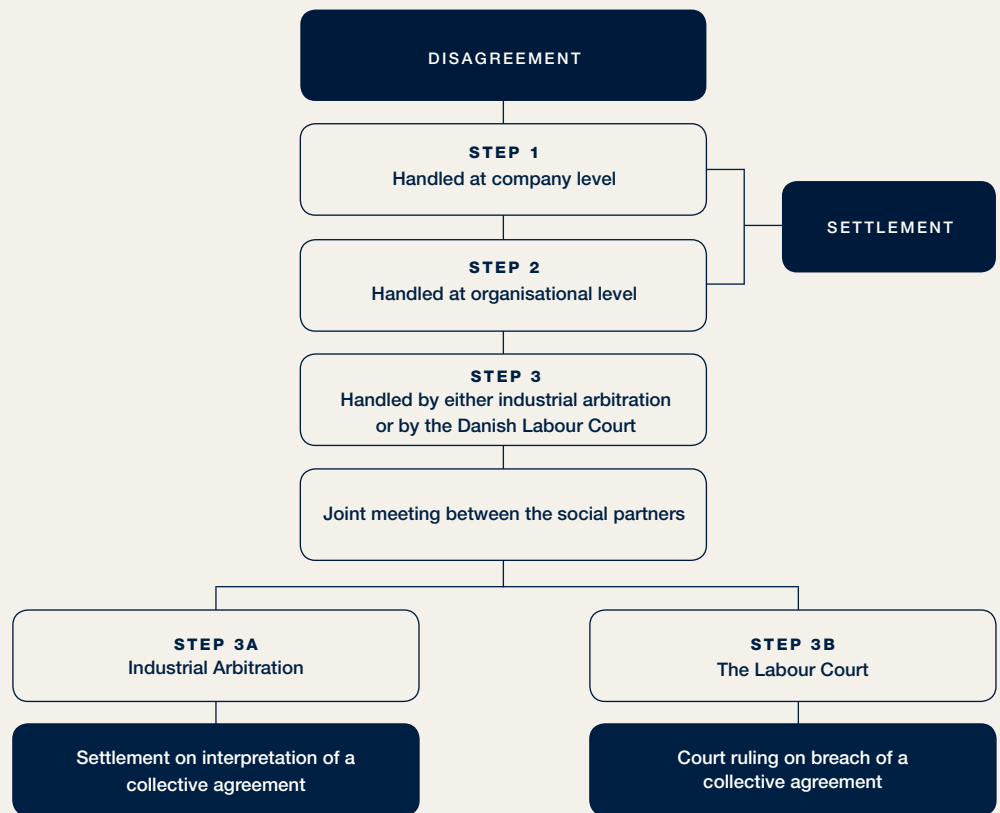 DISAGREEMENT
STEP 1
Handled at company level
SETTLEMENT
STEP 2
Handled at organisational level
STEP 3
Handled by either industrial arbitration
or by the Danish Labour Court
Joint meeting between the social partners
STEP 3A
Industrial Arbitration
STEP 3B
The Labour Court
Settlement on interpretation of a
collective agreement
Court ruling on breach of a
collective agreement